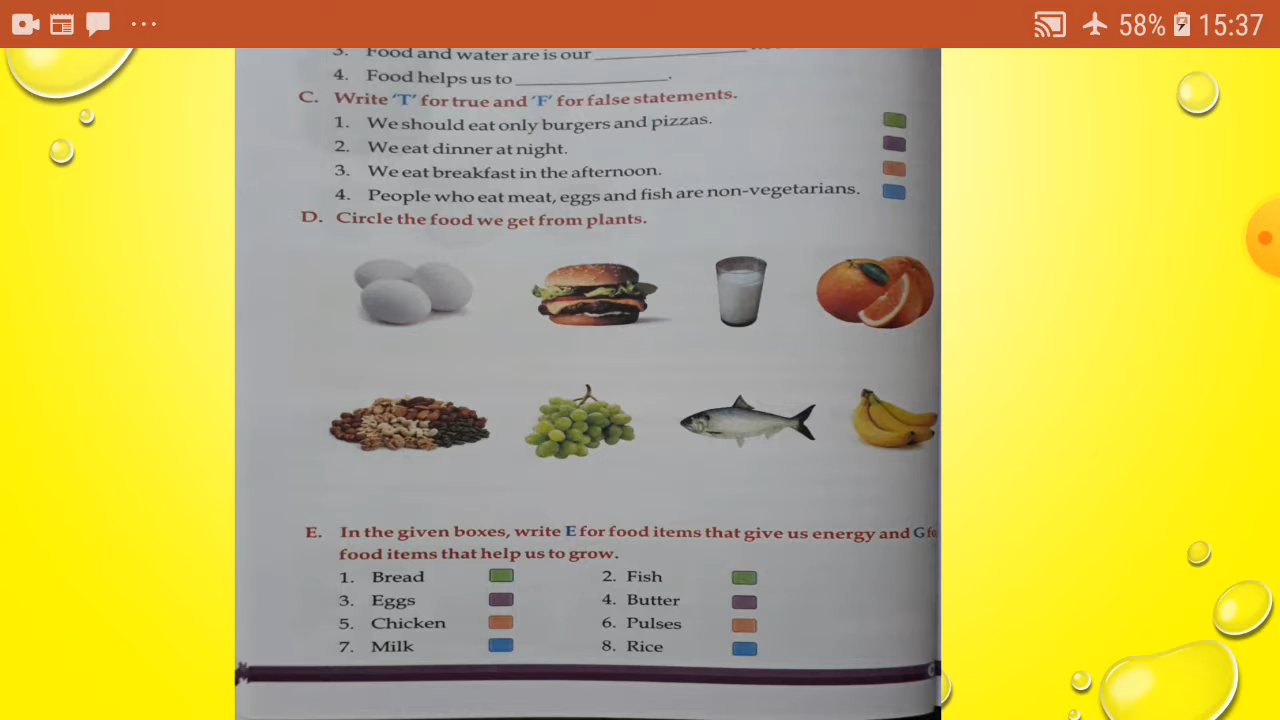 58% 15:37
3. Food and water are is our
4. Food helps us to ____________.
C. Write 'T' for true and 'F' for false statements.
1. We should eat only burgers and pizzas.
2. We eat dinner at night.
3. We eat breakfast in the afternoon.
4. People who eat meat, eggs and fish are non-vegetarians.
D. Circle the food we get from plants.
E. In the given boxes, write E for food items that give us energy and G
food items that help us to grow.
1. Bread 2. Fish
3. Eggs 4. Butter
5. Chicken 6. Pulses
7. Milk 8. Rice